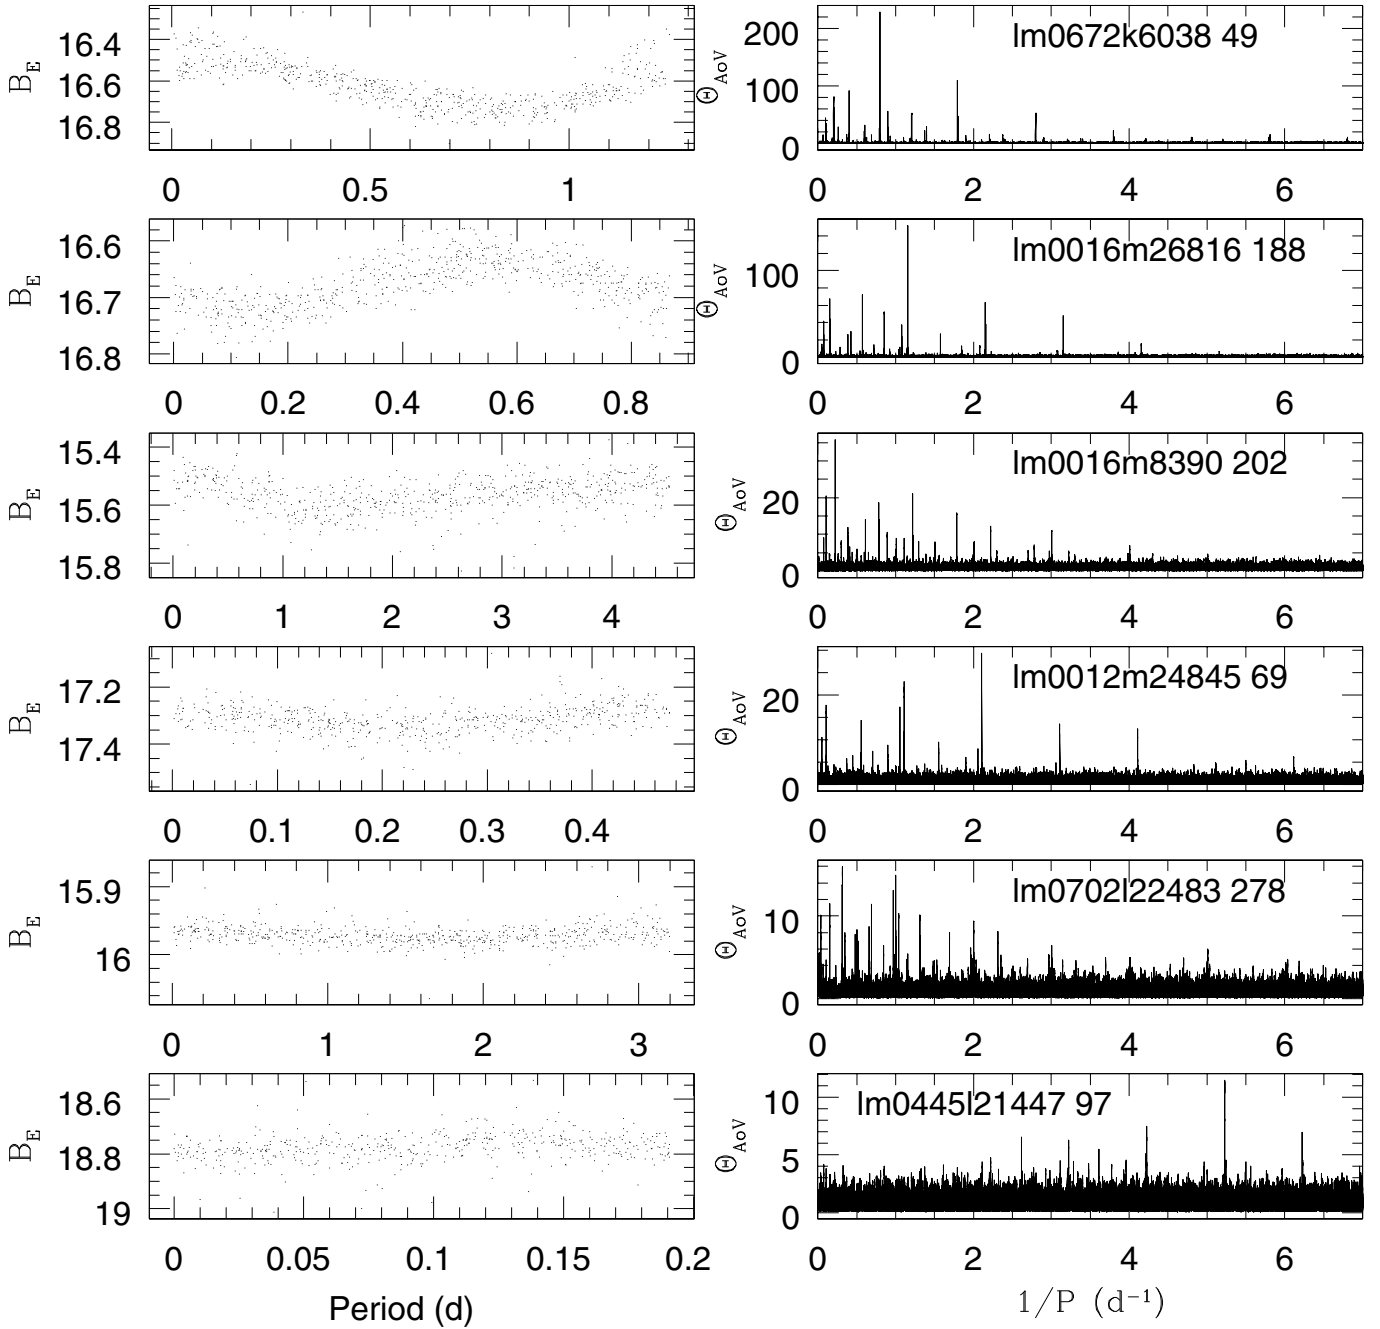 B_E 16.4 16.6 16.8
0 0.5 1
Θ_AoV 200 100 0
lm0672k6038 49
0 2 4 6
B_E 16.6 16.7 16.8
0 0.2 0.4 0.6 0.8
Θ_AoV 100 0
lm0016m26816 188
0 2 4 6
B_E 15.4 15.6 15.8
0 1 2 3 4
Θ_AoV 20 0
lm0016m8390 202
0 2 4 6
B_E 17.2 17.4
0 0.1 0.2 0.3 0.4
Θ_AoV 20 0
lm0012m24845 69
0 2 4 6
B_E 15.9 16
0 1 2 3
Θ_AoV 10 0
lm0702l22483 278
0 2 4 6
B_E 18.6 18.8 19
0 0.05 0.1 0.15 0.2
Period (d)
Θ_AoV 10 5 0
lm0445l21447 97
0 2 4 6
1/P (d⁻¹)